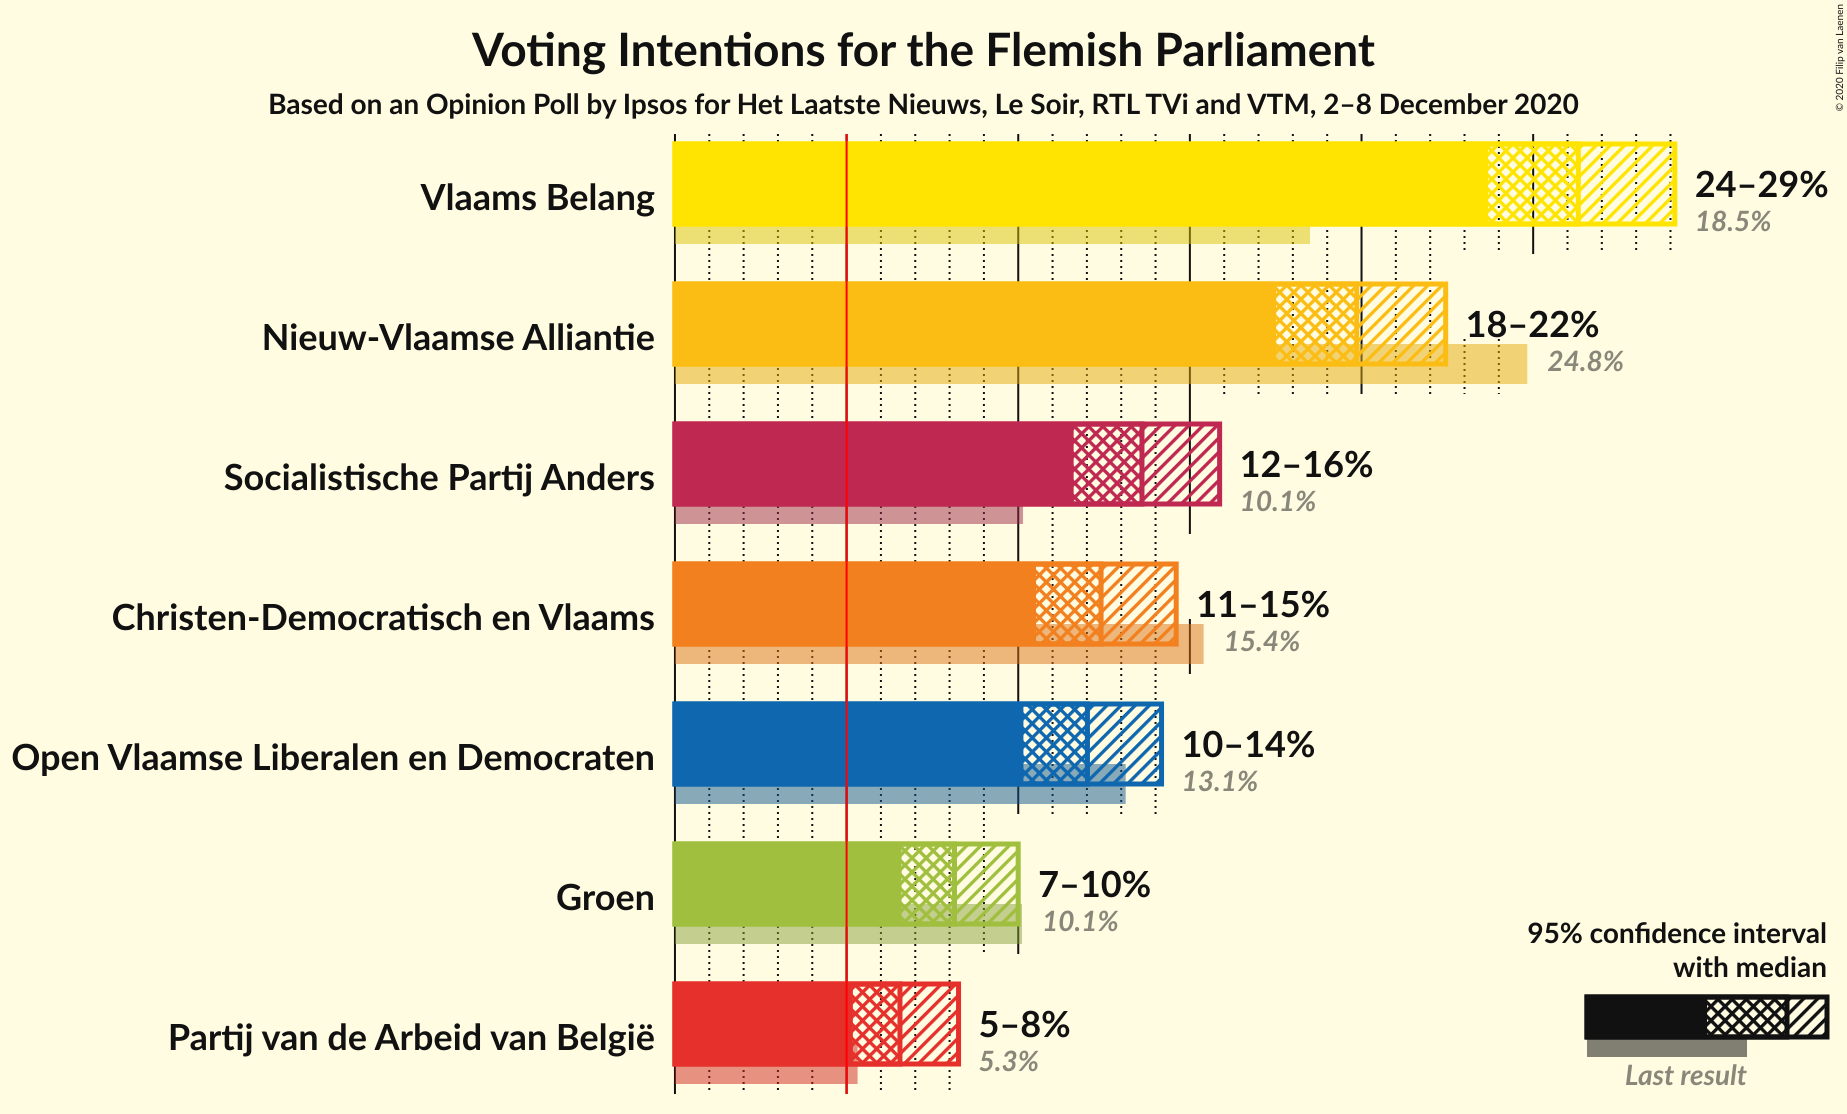 Voting Intentions for the Flemish Parliament
Based on an Opinion Poll by Ipsos for Het Laatste Nieuws, Le Soir, RTL TVi and VTM, 2–8 December 2020
© 2020 Filip van Laenen
Vlaams Belang
24–29%
18.5%
Nieuw-Vlaamse Alliantie
18–22%
24.8%
Socialistische Partij Anders
12–16%
10.1%
Christen-Democratisch en Vlaams
11–15%
15.4%
Open Vlaamse Liberalen en Democraten
10–14%
13.1%
Groen
7–10%
10.1%
Partij van de Arbeid van België
5–8%
5.3%
95% confidence interval
with median
Last result